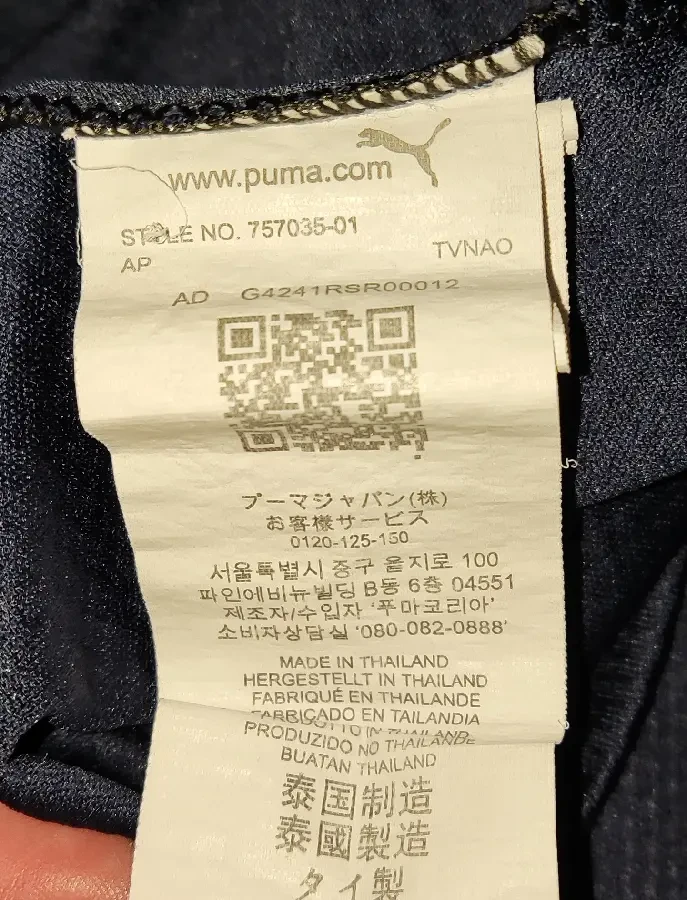 www.puma.com
STYLE NO. 757035-01
AP TVNAO
AD G4241RSR00012
プーマジャパン(株)
お客様サービス
0120-125-150
서울특별시 중구 을지로 100
파인에비뉴빌딩 B동 6층 04551
제조자/수입자 '푸마코리아'
소비자상담실 '080-082-0888'
MADE IN THAILAND
HERGESTELLT IN THAILAND
FABRIQUÉ EN THAILANDE
FABRICADO EN TAILANDIA
PRODUZIDO NO THAILANDE
BUATAN THAILAND
泰国制造
泰國製造
タイ製
5